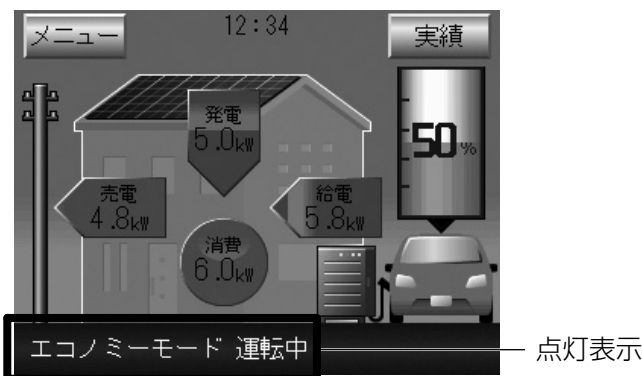 メニュー
12:34
実績
発電
5.0kW
50%
売電
4.8kW
給電
5.8kW
消費
6.0kW
エコノミーモード 運転中
点灯表示